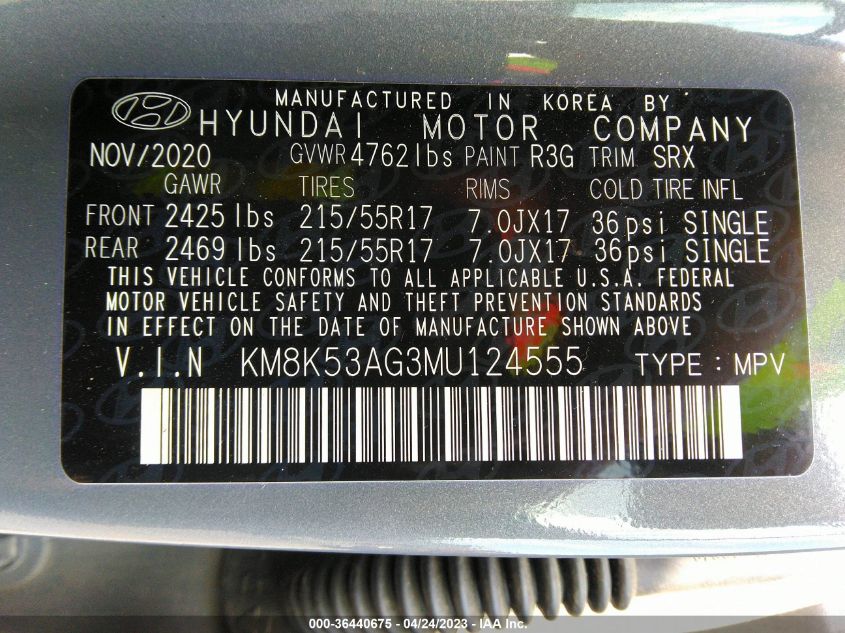 MANUFACTURED IN KOREA BY
HYUNDAI MOTOR COMPANY
NOV/2020 GVWR 4762 lbs PAINT R3G TRIM SRX
GAWR TIRES RIMS COLD TIRE INFL
FRONT 2425 lbs 215/55R17 7.0JX17 36psi SINGLE
REAR 2469 lbs 215/55R17 7.0JX17 36psi SINGLE
THIS VEHICLE CONFORMS TO ALL APPLICABLE U.S.A. FEDERAL
MOTOR VEHICLE SAFETY AND THEFT PREVENTION STANDARDS
IN EFFECT ON THE DATE OF MANUFACTURE SHOWN ABOVE.
V.I.N KM8K53AG3MU124555 TYPE : MPV
000-36440675 - 04/24/2023 - IAA Inc.